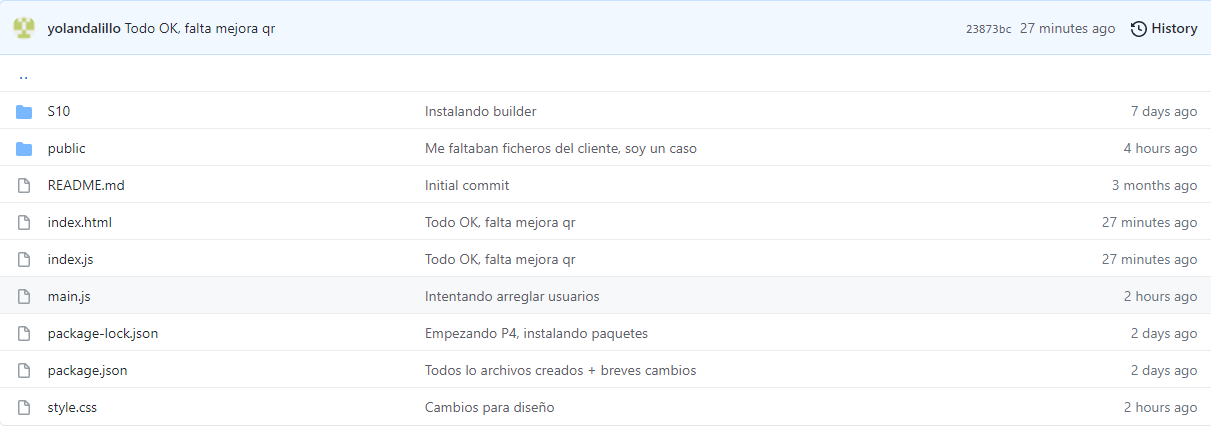 yolandalillo Todo OK, falta mejora qr 23873bc 27 minutes ago History
..
S10 Instalando builder 7 days ago
public Me faltaban ficheros del cliente, soy un caso 4 hours ago
README.md Initial commit 3 months ago
index.html Todo OK, falta mejora qr 27 minutes ago
index.js Todo OK, falta mejora qr 27 minutes ago
main.js Intentando arreglar usuarios 2 hours ago
package-lock.json Empezando P4, instalando paquetes 2 days ago
package.json Todos lo archivos creados + breves cambios 2 days ago
style.css Cambios para diseño 2 hours ago